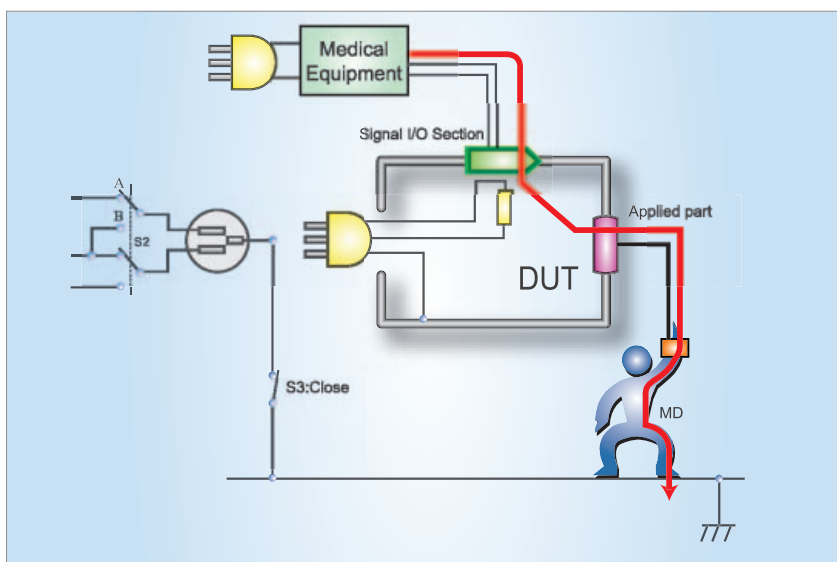 Medical
Equipment
Signal I/O Section
A
B
S2
Applied part
DUT
S3:Close
MD